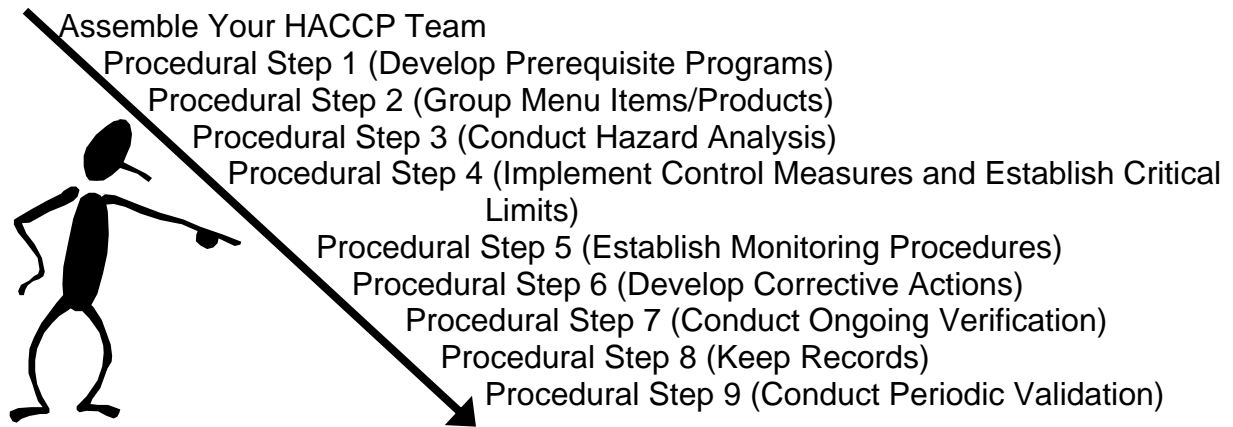 Assemble Your HACCP Team
Procedural Step 1 (Develop Prerequisite Programs)
Procedural Step 2 (Group Menu Items/Products)
Procedural Step 3 (Conduct Hazard Analysis)
Procedural Step 4 (Implement Control Measures and Establish Critical
Limits)
Procedural Step 5 (Establish Monitoring Procedures)
Procedural Step 6 (Develop Corrective Actions)
Procedural Step 7 (Conduct Ongoing Verification)
Procedural Step 8 (Keep Records)
Procedural Step 9 (Conduct Periodic Validation)